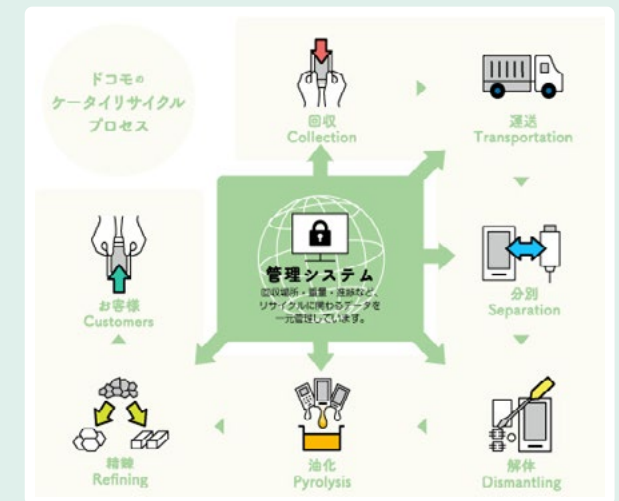 ドコモの
ケータイリサイクル
プロセス
回収
Collection
運送
Transportation
分別
Separation
解体
Dismantling
油化
Pyrolysis
精錬
Refining
お客様
Customers
管理システム
回収場所・重量・進捗など、
リサイクルに関わるデータを
一元管理しています。